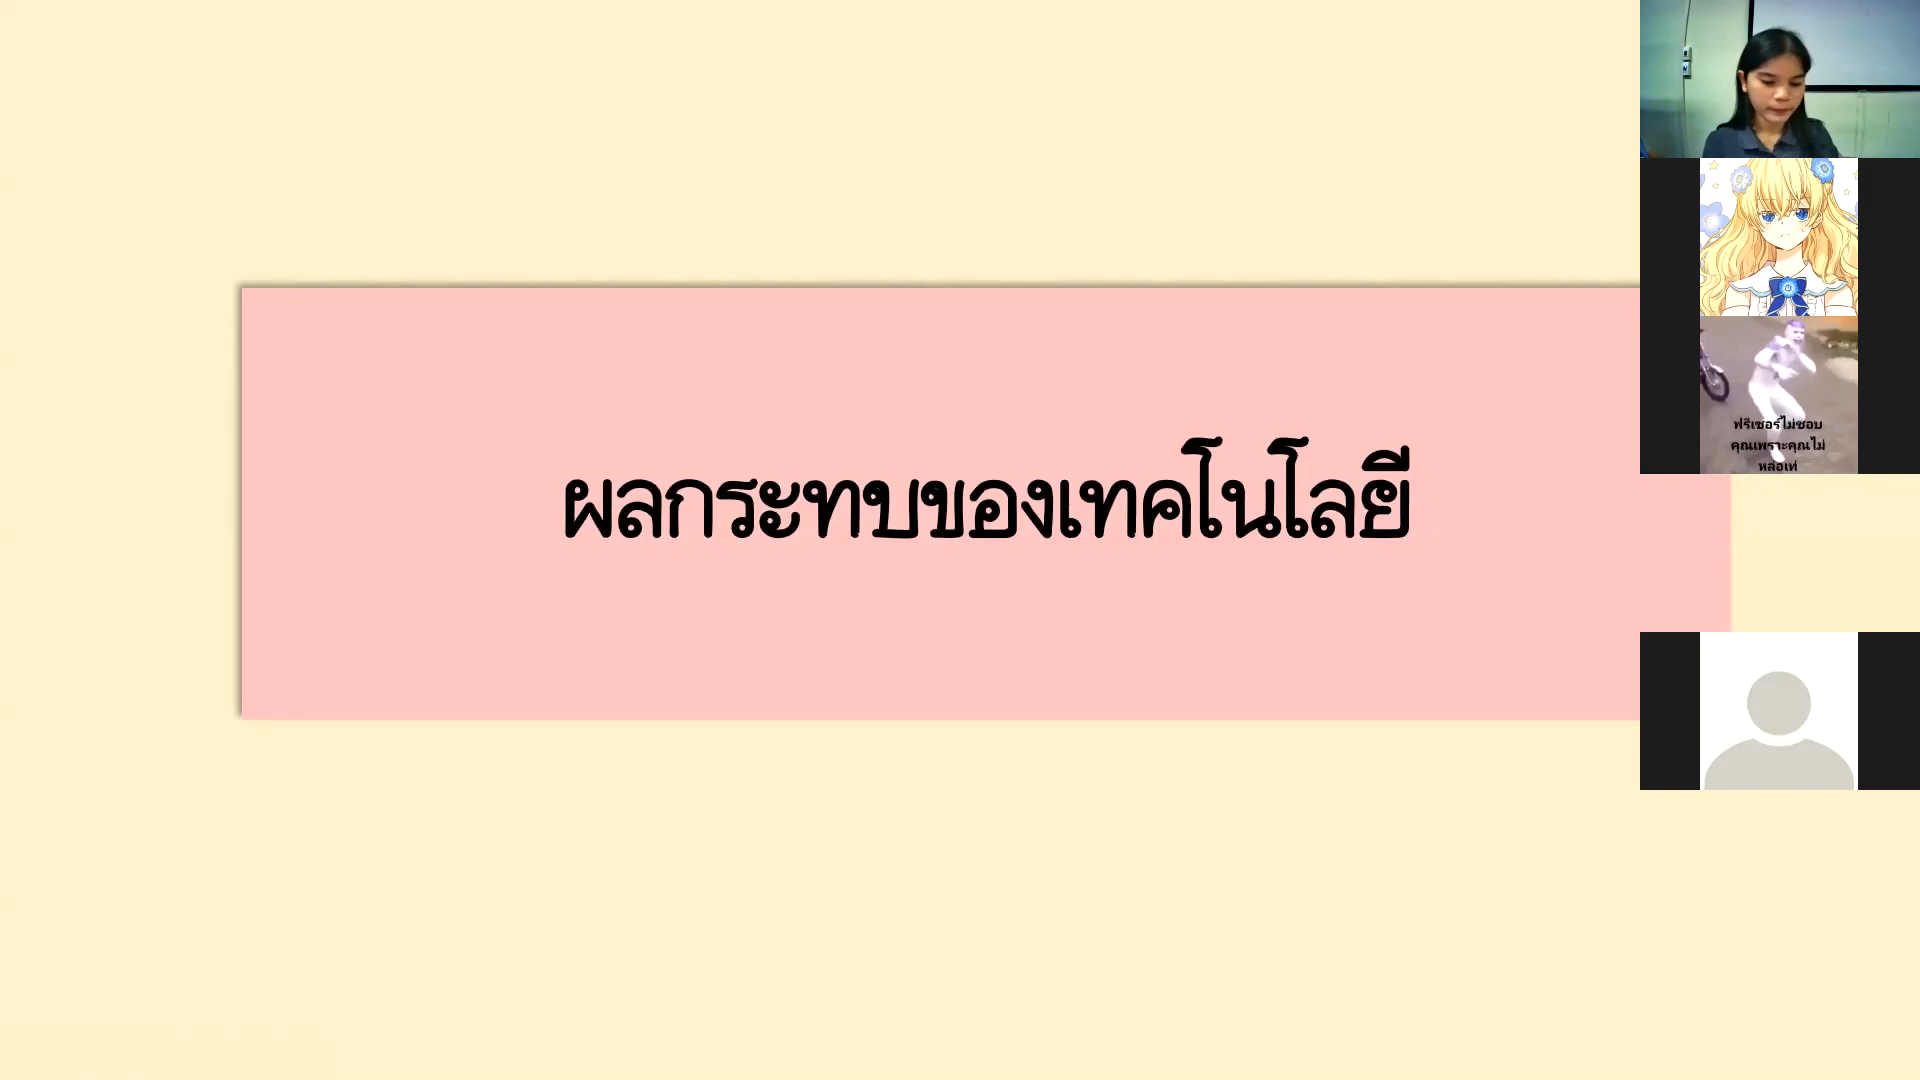 ผลกระทบของเทคโนโลยี
ฟรีเซอร์ไม่ชอบ
คุณเพราะคุณไม่
หล่อเท่